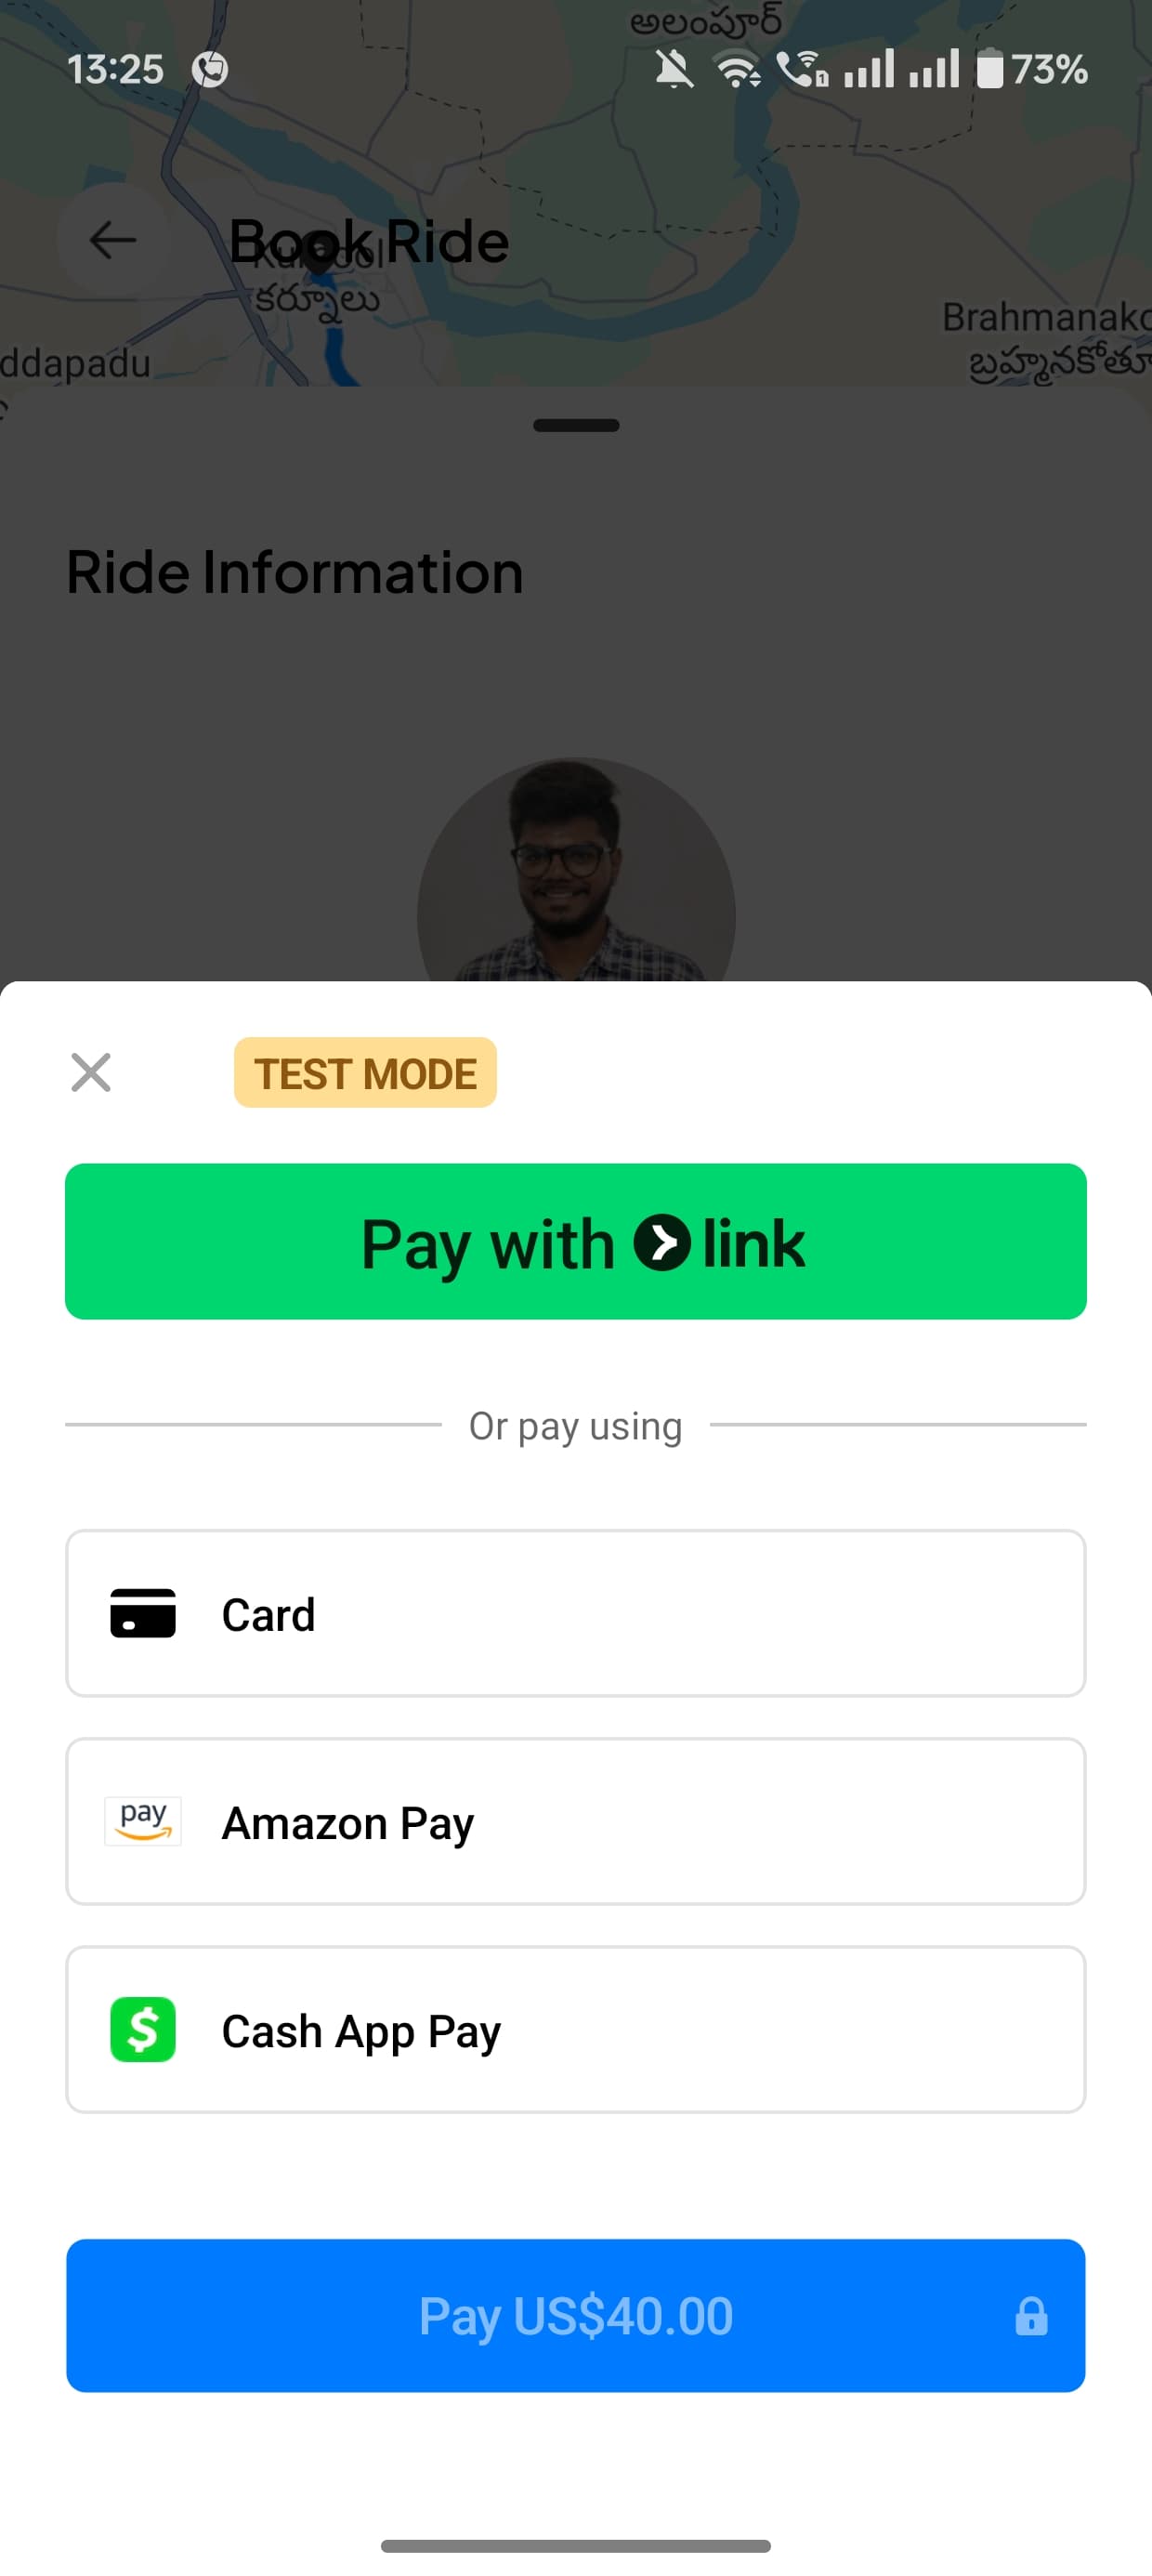 అలంపూర్
13:25
1
73%
Book Ride
Kurnool
కర్నూలు
Brahmanako
బ్రహ్మనకోతూ
ddapadu
Ride Information
TEST MODE
Pay with link
Or pay using
Card
pay
Amazon Pay
$
Cash App Pay
Pay US$40.00